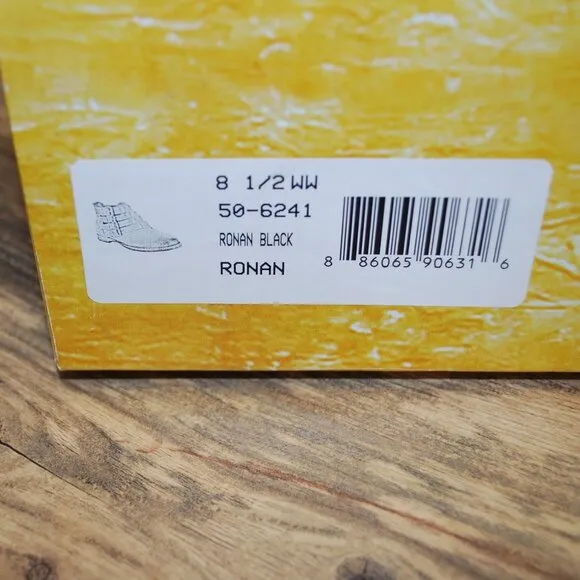 8 1/2 WW
50-6241
RONAN BLACK
RONAN
8 86065 90631 6